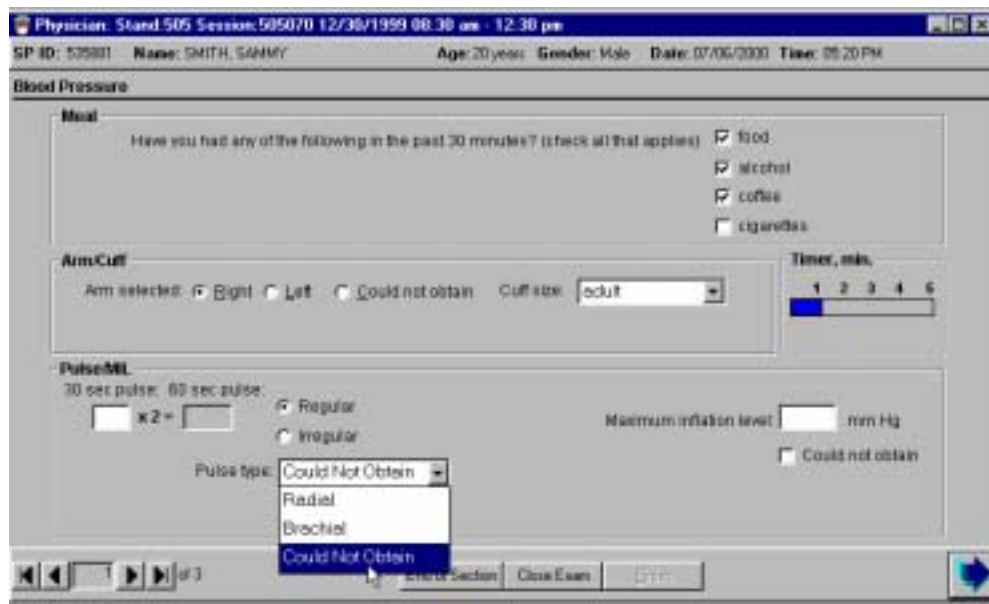 Physician: Stand:505 Session:505070 12/30/1999 08:30 am - 12:30 pm
SP ID: 535001 Name: SMITH, SAMMY Age: 20 years Gender: Male Date: 07/06/2000 Time: 05:20 PM
Blood Pressure
Meal
Have you had any of the following in the past 30 minutes? (check all that applies) food
alcohol
coffee
cigarettes
Arm/Cuff
Arm selected: Right Left Could not obtain Cuff size: adult
Timer, min.
1 2 3 4 5
Pulse/MIL
30 sec pulse: 60 sec pulse:
x 2 =
Regular
Irregular
Maximum inflation level: mm Hg
Could not obtain
Pulse type: Could Not Obtain
Radial
Brachial
Could Not Obtain
1 of 3 End of Section Close Exam